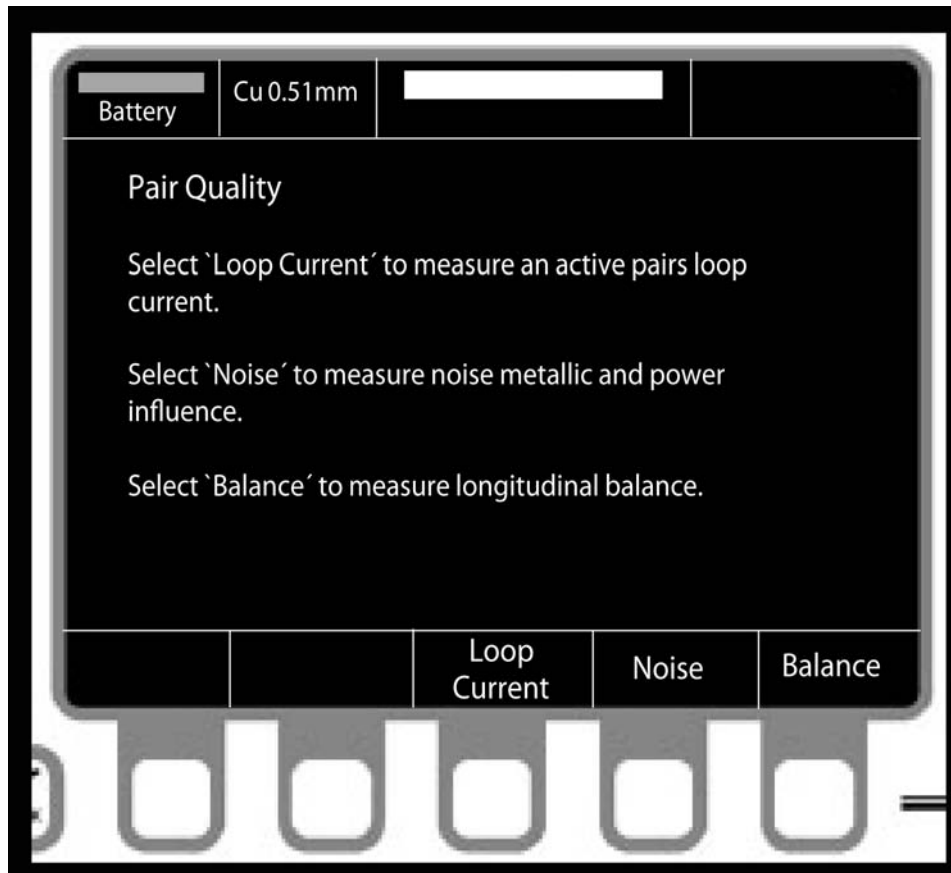 Battery
Cu 0.51mm
Pair Quality
Select `Loop Current´ to measure an active pairs loop
current.
Select `Noise´ to measure noise metallic and power
influence.
Select `Balance´ to measure longitudinal balance.
Loop
Current
Noise
Balance